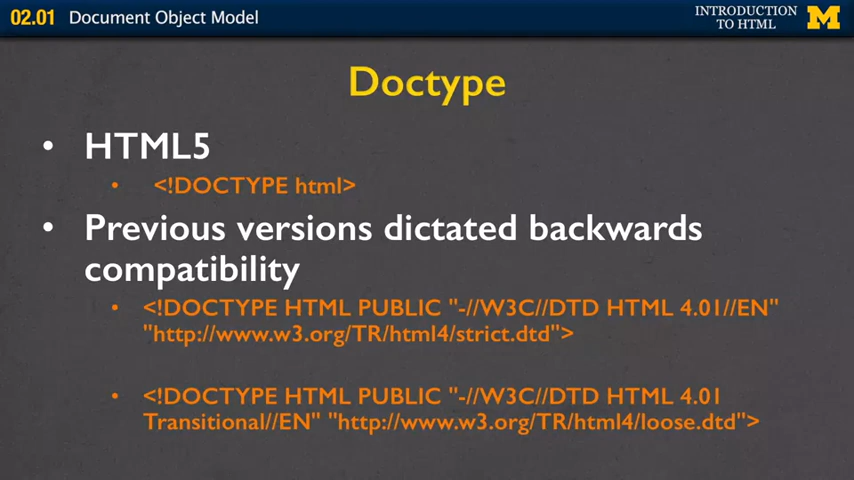 02.01 Document Object Model
INTRODUCTION
TO HTML
M
Doctype
• HTML5
• <!DOCTYPE html>
• Previous versions dictated backwards
compatibility
• <!DOCTYPE HTML PUBLIC "-//W3C//DTD HTML 4.01//EN"
"http://www.w3.org/TR/html4/strict.dtd">
• <!DOCTYPE HTML PUBLIC "-//W3C//DTD HTML 4.01
Transitional//EN" "http://www.w3.org/TR/html4/loose.dtd">